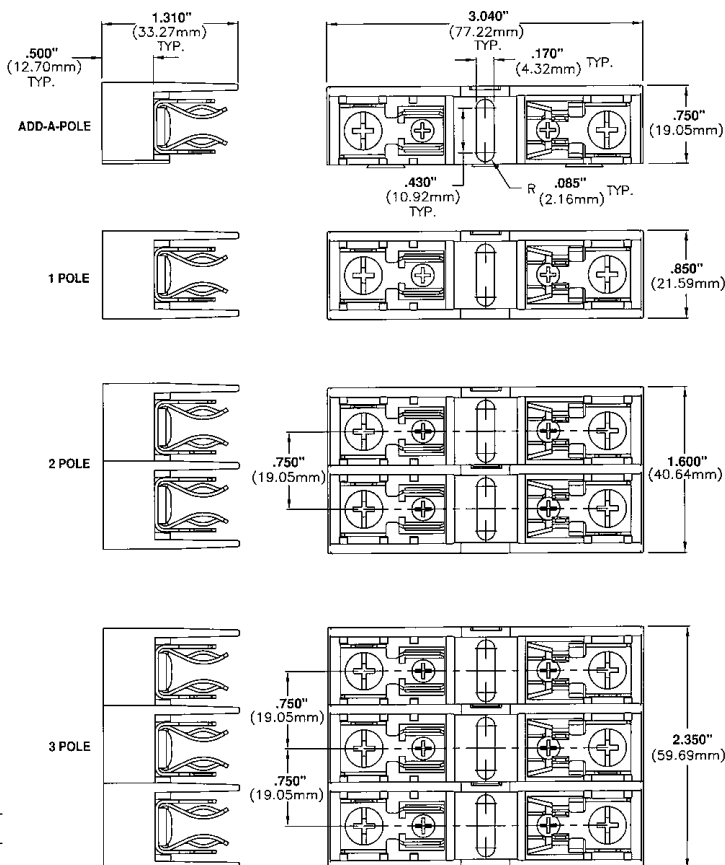 1.310"
(33.27mm)
TYP.
.500"
(12.70mm)
TYP.
3.040"
(77.22mm)
TYP.
.170"
(4.32mm) TYP.
ADD-A-POLE
.750"
(19.05mm)
.430"
(10.92mm)
TYP.
R .085" TYP.
(2.16mm)
1 POLE
.850"
(21.59mm)
2 POLE
.750"
(19.05mm)
1.600"
(40.64mm)
3 POLE
.750"
(19.05mm)
.750"
(19.05mm)
2.350"
(59.69mm)